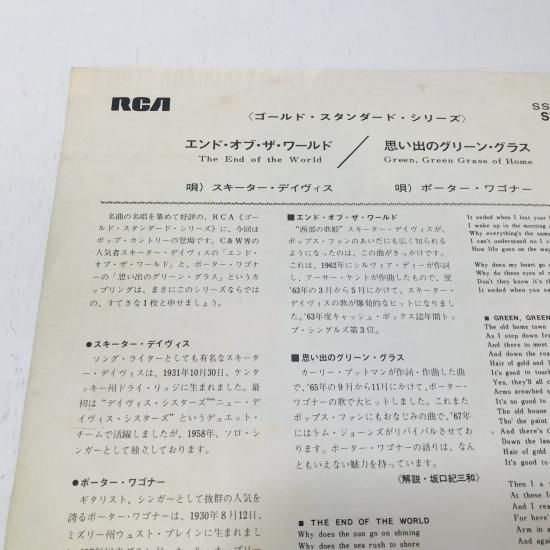 RCA
SS
〈ゴールド・スタンダード・シリーズ〉
エンド・オブ・ザ・ワールド / 思い出のグリーン・グラス
The End of the World
Green, Green Grass of Home
唄）スキーター・デイヴィス
唄）ポーター・ワゴナー
名曲の名唱を集めて好評の、RCA《ゴ
ールド・スタンダード・シリーズ》に、今回は
ポップ・カントリーの登場です。C&W界の
人気者スキーター・デイヴィスの「エンド・
オブ・ザ・ワールド」と、ポーター・ワゴナ
ーの「思い出のグリーン・グラス」というカ
ップリングは、まさにこのシリーズならでは
の、すてきな1枚と申せましょう。
●スキーター・デイヴィス
ソング・ライターとしても有名なスキータ
ー・デイヴィスは、1931年10月30日、ケンタ
ッキー州ドライ・リッジに生まれました。最
初は“デイヴィス・シスターズ”“ニュー・デ
イヴィス・シスターズ”というデュエット・
チームで活躍しましたが、1958年、ソロ・シ
ンガーとして独立しております。
●ポーター・ワゴナー
ギタリスト、シンガーとして抜群の人気を
誇るポーター・ワゴナーは、1930年8月12日、
ミズリー州ウェスト・プレインに生まれまし
■エンド・オブ・ザ・ワールド
“西部の歌姫”スキーター・デイヴィスが、
ポップス・ファンのあいだにも広く知られる
ようになったのは、この曲がきっかけです。
これは、1962年にシルヴィア・ディーが作詞
し、アーサー・ケントが作曲したもので、翌
'63年の3月から5月にかけて、スキーター・
デイヴィスの歌が爆発的なヒットになりまし
た。'63年度キャッシュ・ボックス誌年間トッ
プ・シングルズ第3位。
■思い出のグリーン・グラス
カーリー・プットマンが作詞・作曲した曲
で、'65年の9月から11月にかけて、ポーター・
ワゴナーの歌で大ヒットしました。これまた
ポップス・ファンにもおなじみの曲で、'67年
にはトム・ジョーンズがリバイバルさせてお
ります。ポーター・ワゴナーの語りは、なん
ともいえない魅力を持っています。
（解説・坂口紀三和）
■ THE END OF THE WORLD
Why does the sun go on shining
Why does the sea rush to shore
It ended when I lost your
I wake up in the morning a
Why everything's the same
I can't understand no I c
How life goes on the way
Why does my heart go
Why do these eyes of
Don't they know it's the
It ended when you sa
■ GREEN, GREEN
The old home town
As I step down fro
And there to meet
And down the road
Hair of gold and l
It's good to touch
Yes, they'll all c
Arms areached s
It's so good to
The old house
Tho' the paint
And there's t
Down the lan
Hair of gold
It's good to
Then I a
At these
And I rea
For there'
Arm in a
And again